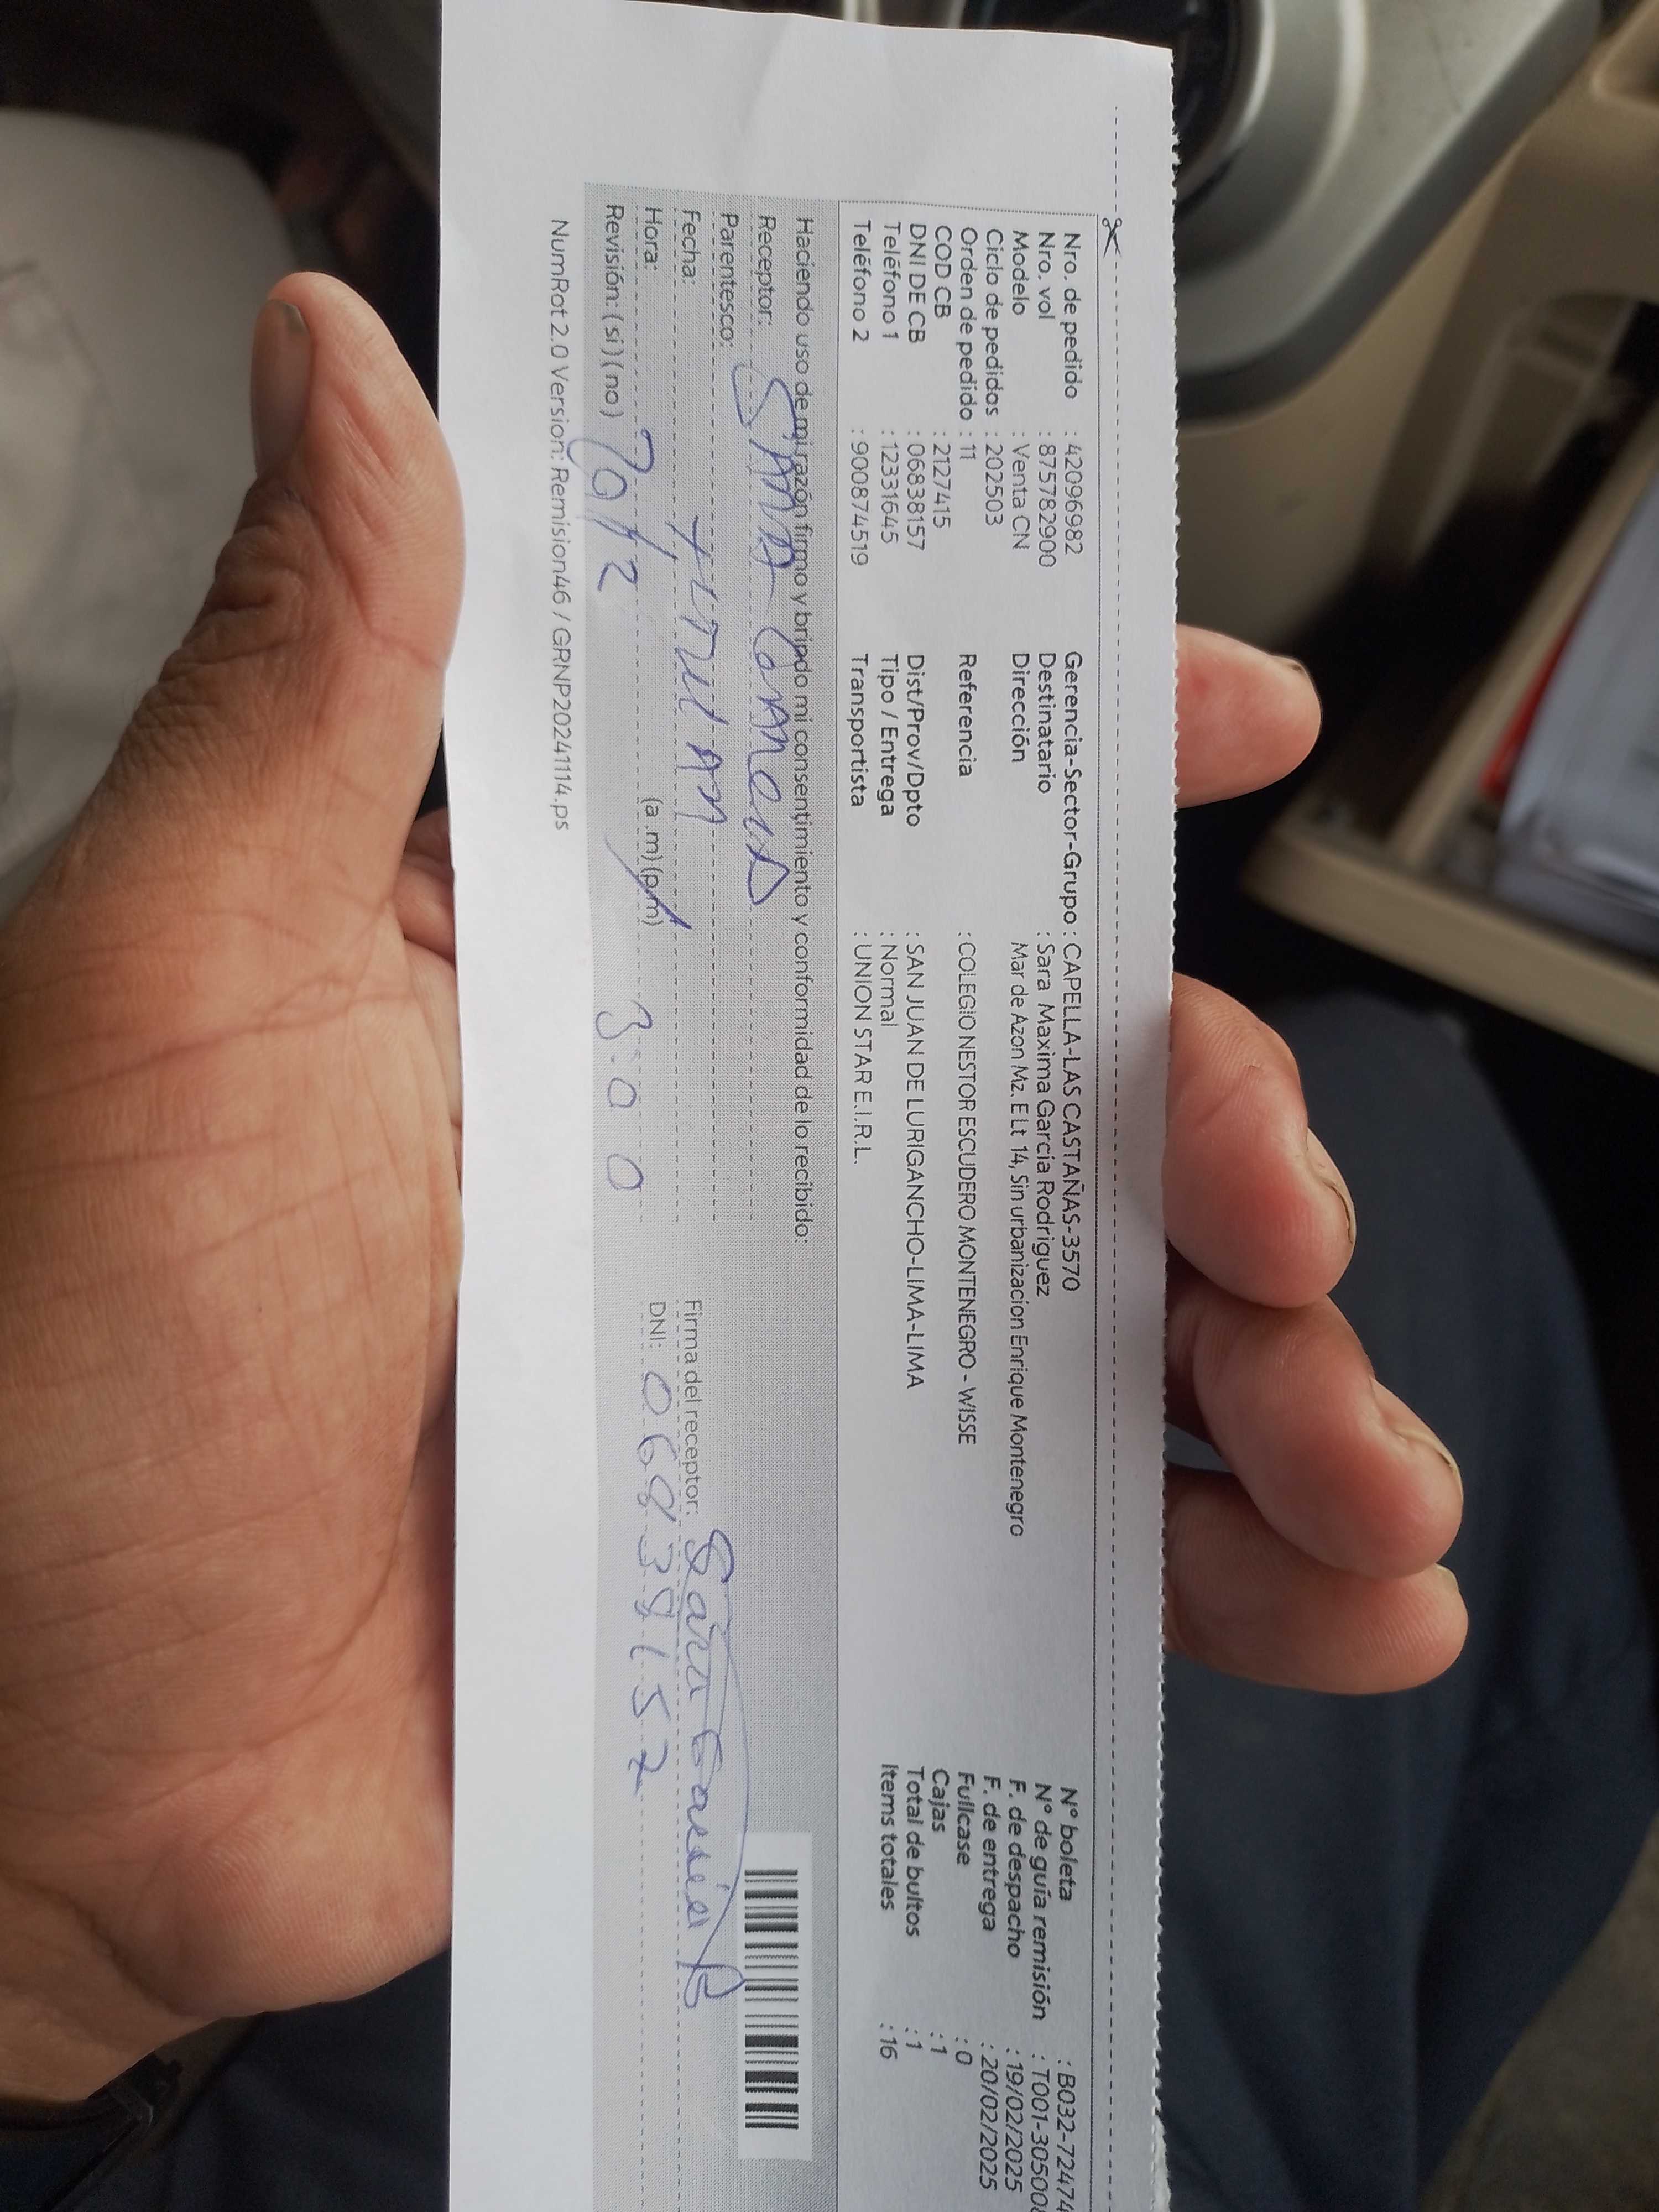 Nro. de pedido : 42096982 Gerencia-Sector-Grupo : CAPELLA-LAS CASTAÑAS-3570 N° boleta : B032-72474
Nro. vol : 875782900 Destinatario : Sara Maxima Garcia Rodriguez N° de guía remisión : T001-30500
Modelo : Venta CN Dirección Mar de Azon Mz. E Lt 14, Sin urbanizacion Enrique Montenegro F. de despacho : 19/02/2025
Ciclo de pedidos : 202503 F. de entrega : 20/02/2025
Orden de pedido : 11 Referencia : COLEGIO NESTOR ESCUDERO MONTENEGRO - WISSE Fullcase : 0
COD CB : 2127415 Cajas : 1
DNI DE CB : 06838157 Dist/Prov/Dpto : SAN JUAN DE LURIGANCHO-LIMA-LIMA Total de bultos : 1
Teléfono 1 : 12331645 Tipo / Entrega : Normal Items totales : 16
Teléfono 2 : 900874519 Transportista : UNION STAR E.I.R.L.
Haciendo uso de mi razón firmo y brindo mi consentimiento y conformidad de lo recibido:
Receptor:
Parentesco:
Fecha: Firma del receptor: Sara Garcia R
Hora: (a.m)(p.m) 3:00 DNI: 06838157
Revisión: (si)(no)
NumRot 2.0 Version: Remision46 / GRNP20241114.ps